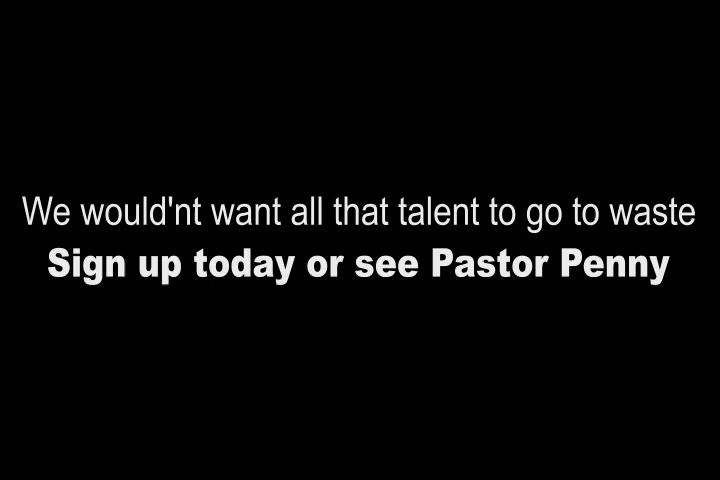 We would'nt want all that talent to go to waste
Sign up today or see Pastor Penny